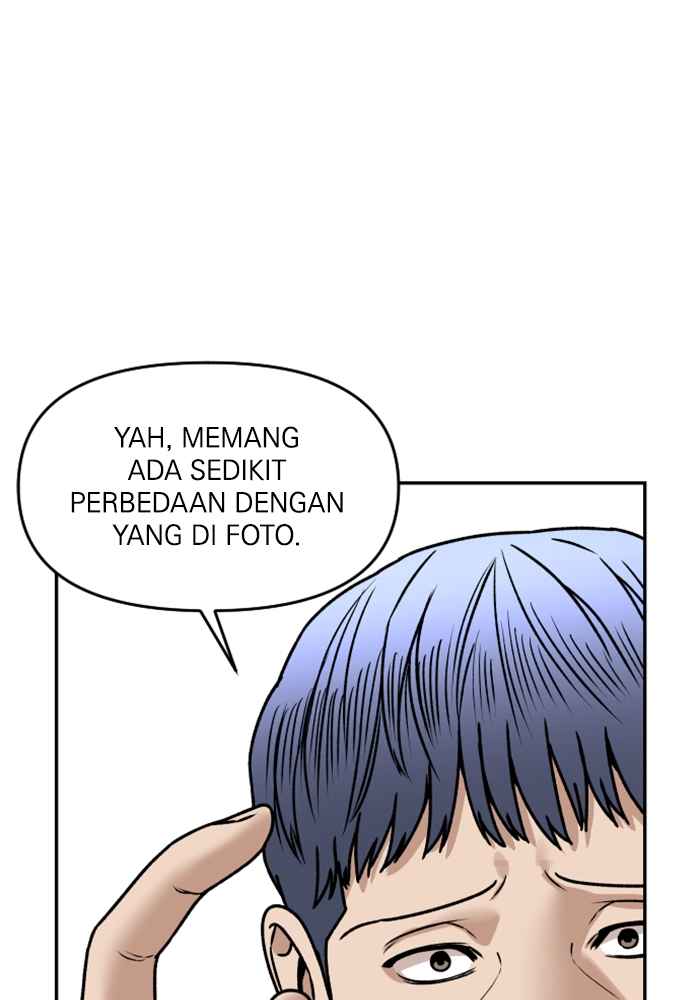 YAH, MEMANG
ADA SEDIKIT
PERBEDAAN DENGAN
YANG DI FOTO.